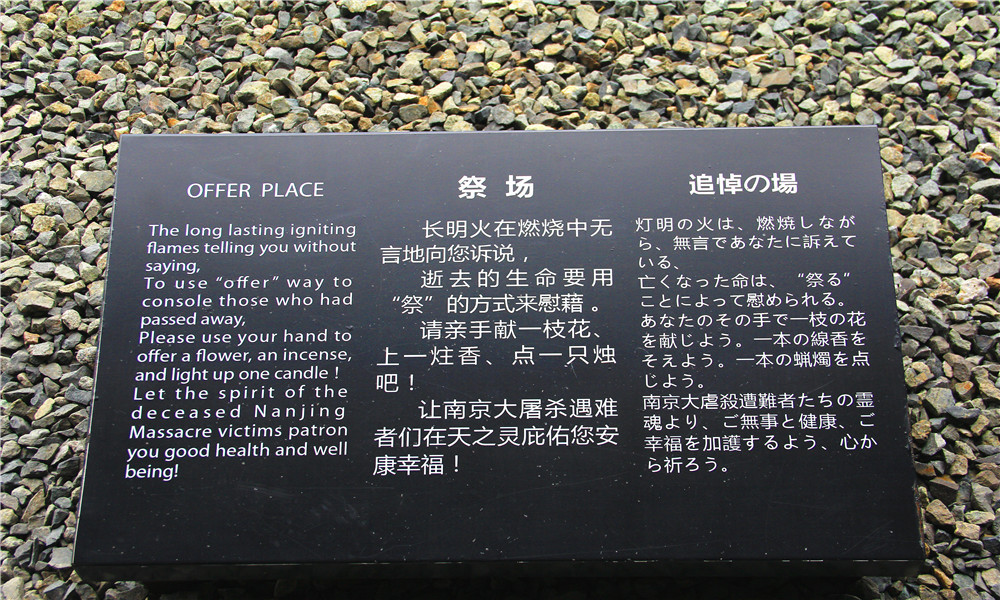 OFFER PLACE
The long lasting igniting
flames telling you without
saying,
To use “offer” way to
console those who had
passed away,
Please use your hand to
offer a flower, an incense,
and light up one candle !
Let the spirit of the
deceased Nanjing
Massacre victims patron
you good health and well
being!
祭 场
长明火在燃烧中无
言地向您诉说，
逝去的生命要用
“祭”的方式来慰藉。
请亲手献一枝花、
上一炷香、点一只烛
吧！
让南京大屠杀遇难
者们在天之灵庇佑您安
康幸福！
追悼の場
灯明の火は、燃焼しなが
ら、無言であなたに訴えて
いる、
亡くなった命は、“祭る”
ことによって慰められる。
あなたのその手で一枝の花
を献じよう。一本の線香を
そえよう。一本の蝋燭を点
じよう。
南京大虐殺遭難者たちの霊
魂より、ご無事と健康、ご
幸福を加護するよう、心か
ら祈ろう。